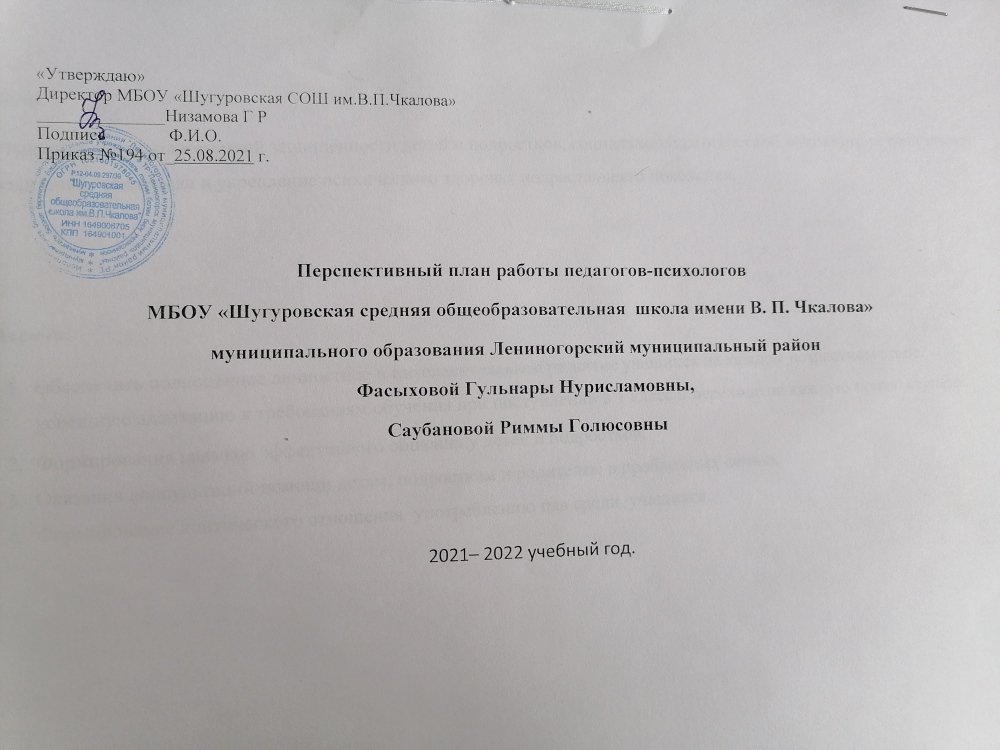 «Утверждаю»
Директор МБОУ «Шугуровская СОШ им.В.П.Чкалова»
_______________Низамова Г Р
Подпись Ф.И.О.
Приказ №194 от 25.08.2021 г.
"Шугуровская
средняя
общеобразовательная
школа им.В.П.Чкалова"
ИНН 1649006705
КПП 164901001
Перспективный план работы педагогов-психологов
МБОУ «Шугуровская средняя общеобразовательная школа имени В. П. Чкалова»
муниципального образования Лениногорский муниципальный район
Фасыховой Гульнары Нурисламовны,
Саубановой Риммы Голюсовны
2021– 2022 учебный год.